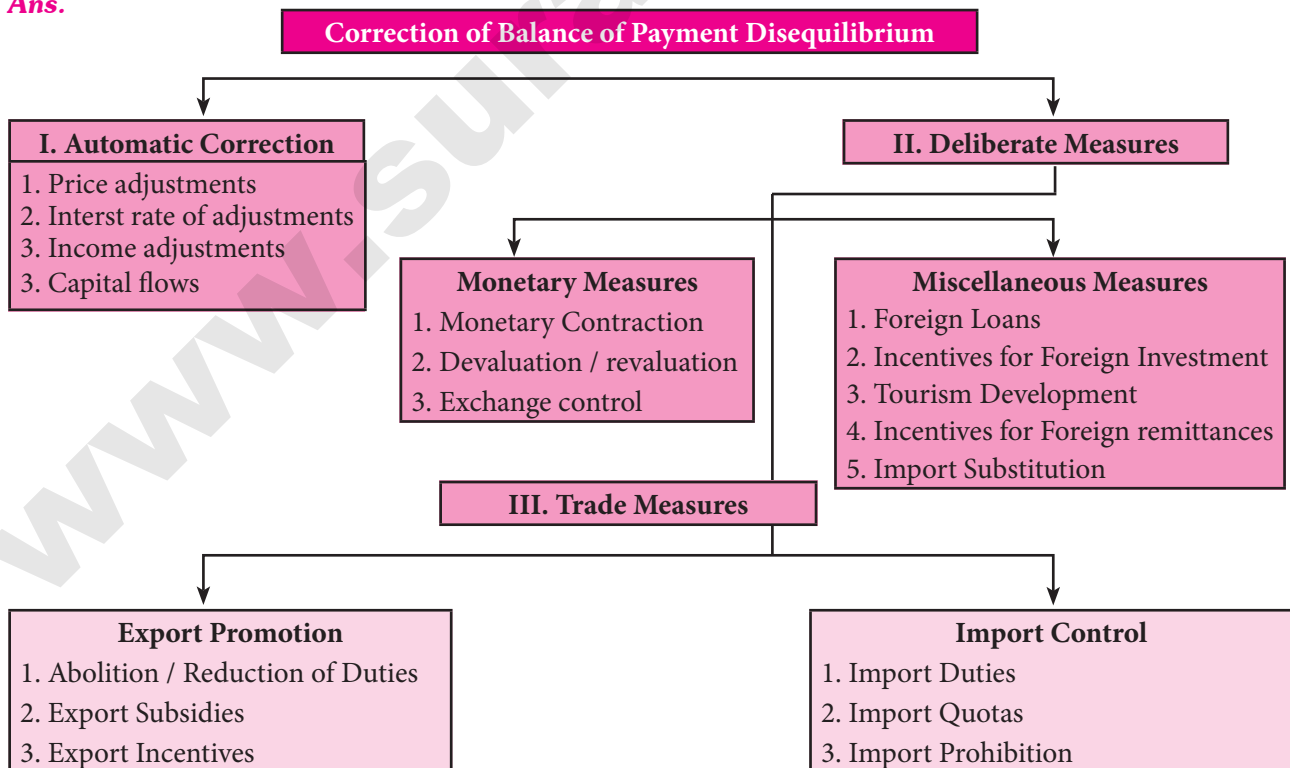 Ans.
Correction of Balance of Payment Disequilibrium
I. Automatic Correction
1. Price adjustments
2. Interst rate of adjustments
3. Income adjustments
3. Capital flows
II. Deliberate Measures
Monetary Measures
1. Monetary Contraction
2. Devaluation / revaluation
3. Exchange control
Miscellaneous Measures
1. Foreign Loans
2. Incentives for Foreign Investment
3. Tourism Development
4. Incentives for Foreign remittances
5. Import Substitution
III. Trade Measures
Export Promotion
1. Abolition / Reduction of Duties
2. Export Subsidies
3. Export Incentives
Import Control
1. Import Duties
2. Import Quotas
3. Import Prohibition